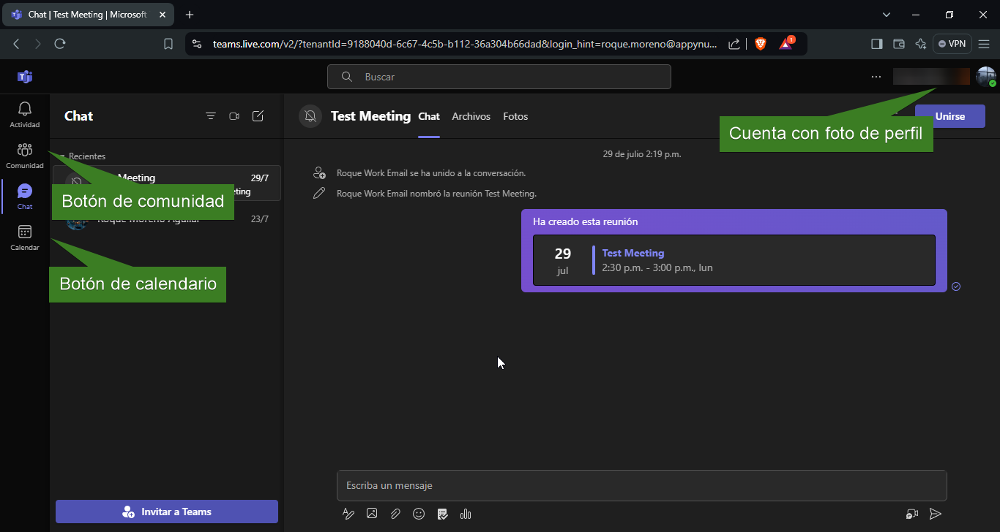 Chat | Test Meeting | Microsoft
teams.live.com/v2/?tenantId=9188040d-6c67-4c5b-b112-36a304b66dad&login_hint=roque.moreno@appynu...
1
VPN
Buscar
Actividad
Comunidad
Chat
Calendar
Chat
Recientes
Meeting 29/7
eting
Roque Moreno Aguilar 23/7
Botón de comunidad
Botón de calendario
Invitar a Teams
Test Meeting Chat Archivos Fotos
Unirse
Cuenta con foto de perfil
29 de julio 2:19 p.m.
Roque Work Email se ha unido a la conversación.
Roque Work Email nombró la reunión Test Meeting.
Ha creado esta reunión
29
jul
Test Meeting
2:30 p.m. - 3:00 p.m., lun
Escriba un mensaje